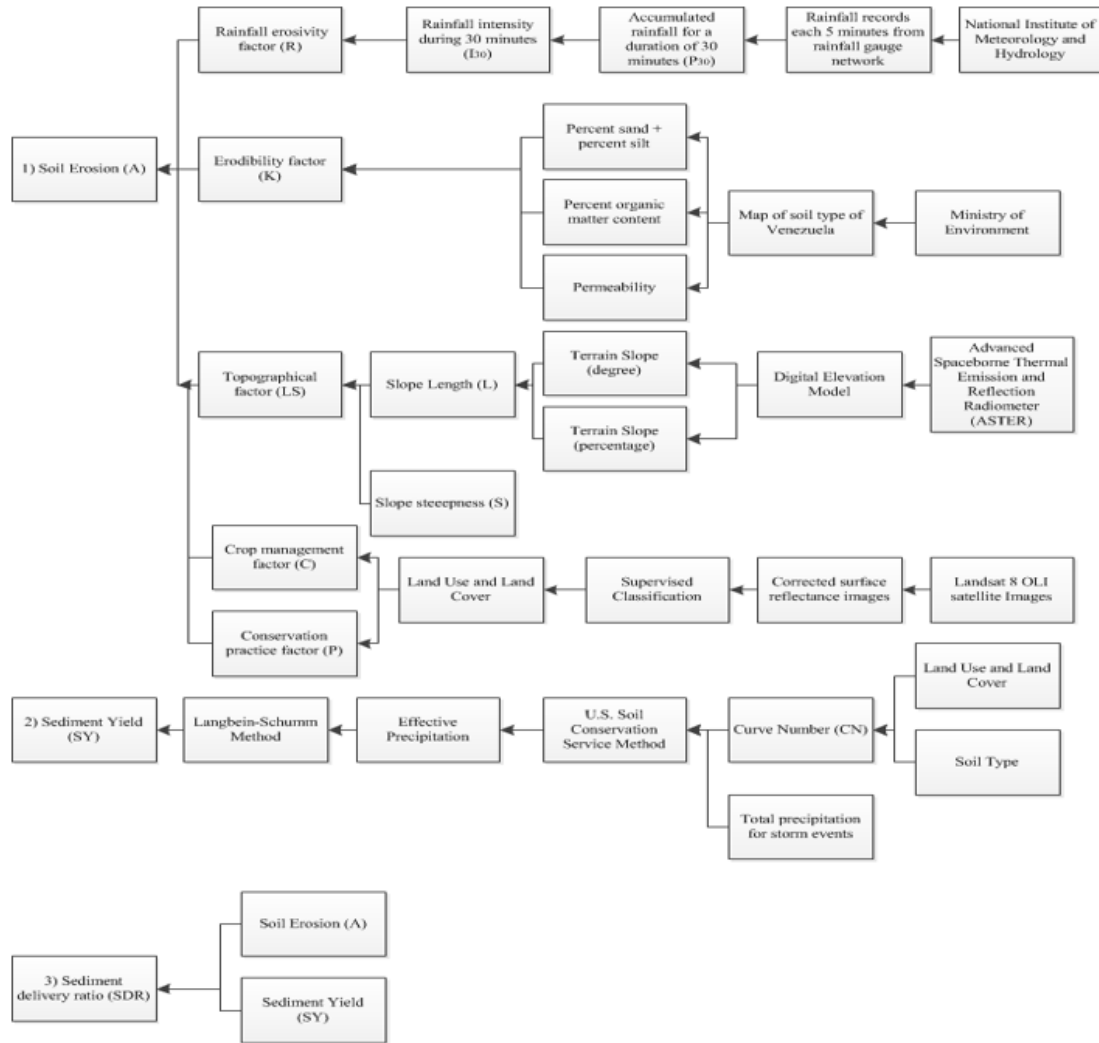 Rainfall erosivity
factor (R)
Rainfall intensity
during 30 minutes
(I30)
Accumulated
rainfall for a
duration of 30
minutes (P30)
Rainfall records
each 5 minutes from
rainfall gauge
network
National Institute of
Meteorology and
Hydrology
1) Soil Erosion (A)
Erodibility factor
(K)
Percent sand +
percent silt
Percent organic
matter content
Permeability
Map of soil type of
Venezuela
Ministry of
Environment
Topographical
factor (LS)
Slope Length (L)
Terrain Slope
(degree)
Terrain Slope
(percentage)
Digital Elevation
Model
Advanced
Spaceborne Thermal
Emission and
Reflection
Radiometer
(ASTER)
Slope steeepness (S)
Crop management
factor (C)
Conservation
practice factor (P)
Land Use and Land
Cover
Supervised
Classification
Corrected surface
reflectance images
Landsat 8 OLI
satellite Images
2) Sediment Yield
(SY)
Langbein-Schumm
Method
Effective
Precipitation
U.S. Soil
Conservation
Service Method
Curve Number (CN)
Land Use and Land
Cover
Soil Type
Total precipitation
for storm events
3) Sediment
delivery ratio (SDR)
Soil Erosion (A)
Sediment Yield
(SY)